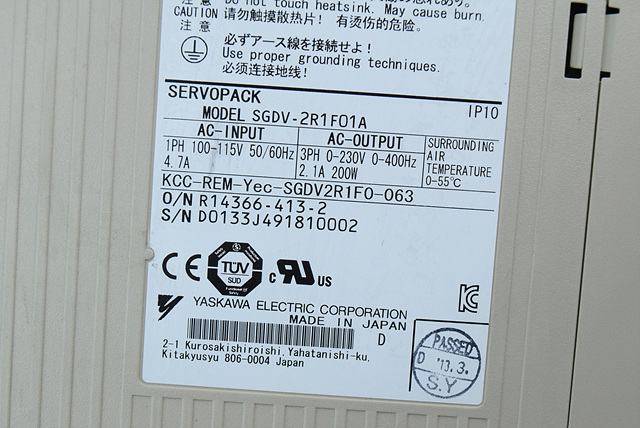 注意 Do not touch heatsink. May cause burn.
CAUTION 请勿触摸散热片! 有烫伤的危险。
注意
必ずアース線を接続せよ!
Use proper grounding techniques.
必须连接地线!
SERVOPACK IP10
MODEL SGDV-2R1F01A
AC-INPUT AC-OUTPUT SURROUNDING
1PH 100-115V 50/60Hz 3PH 0-230V 0-400Hz AIR
4.7A 2.1A 200W TEMPERATURE
0-55℃
KCC-REM-Yec-SGDV2R1F0-063
O/N R14366-413-2
S/N D0133J491810002
CE TÜV SÜD c RU US
YASKAWA ELECTRIC CORPORATION
MADE IN JAPAN
D
2-1 Kurosakishiroishi, Yahatanishi-ku,
Kitakyusyu 806-0004 Japan
PASSED
D '13.3.
S.Y